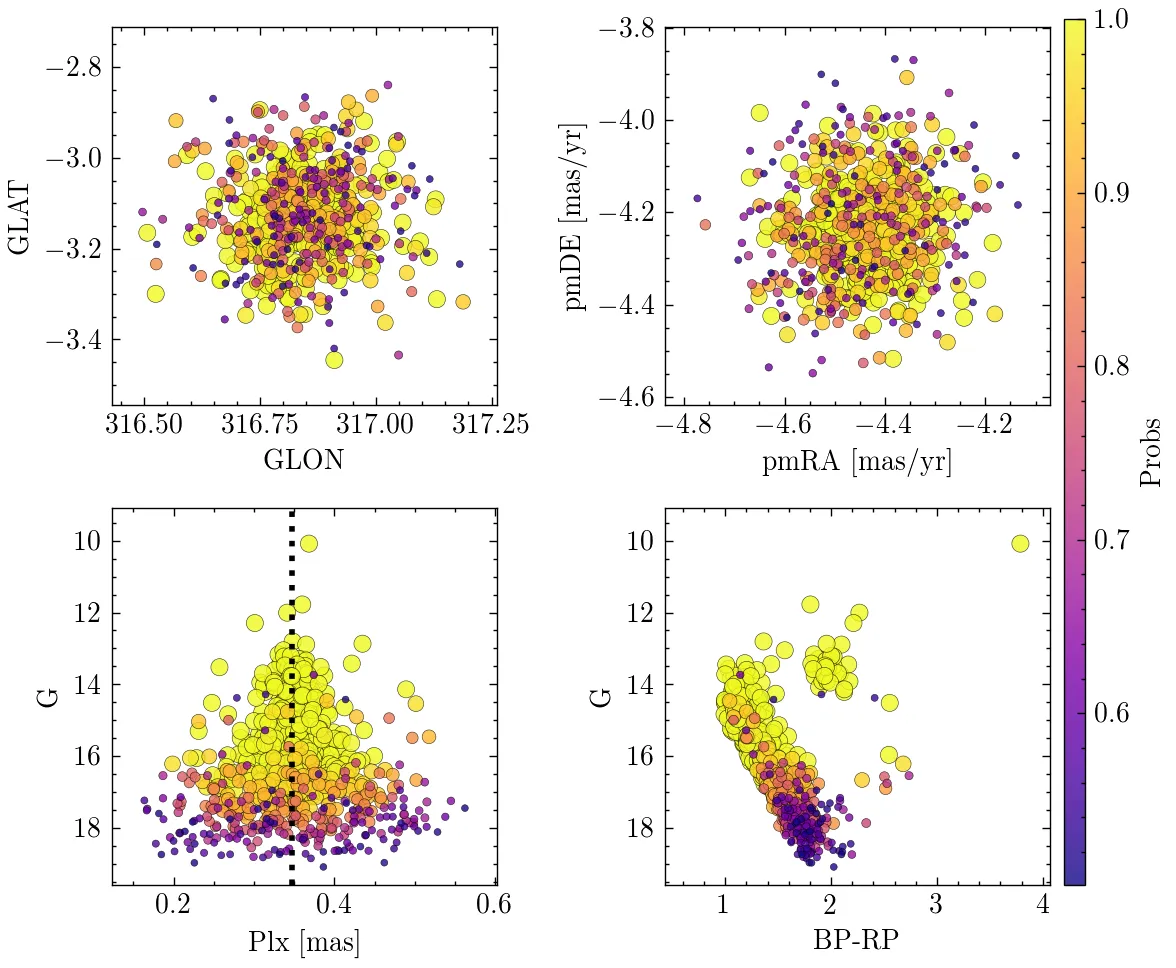 −2.8
−3.0
−3.2
−3.4
GLAT
316.50 316.75 317.00 317.25
GLON
−3.8
−4.0
−4.2
−4.4
−4.6
pmDE [mas/yr]
−4.8 −4.6 −4.4 −4.2
pmRA [mas/yr]
10
12
14
16
18
G
0.2 0.4 0.6
Plx [mas]
10
12
14
16
18
G
1 2 3 4
BP-RP
1.0
0.9
0.8
0.7
0.6
Probs